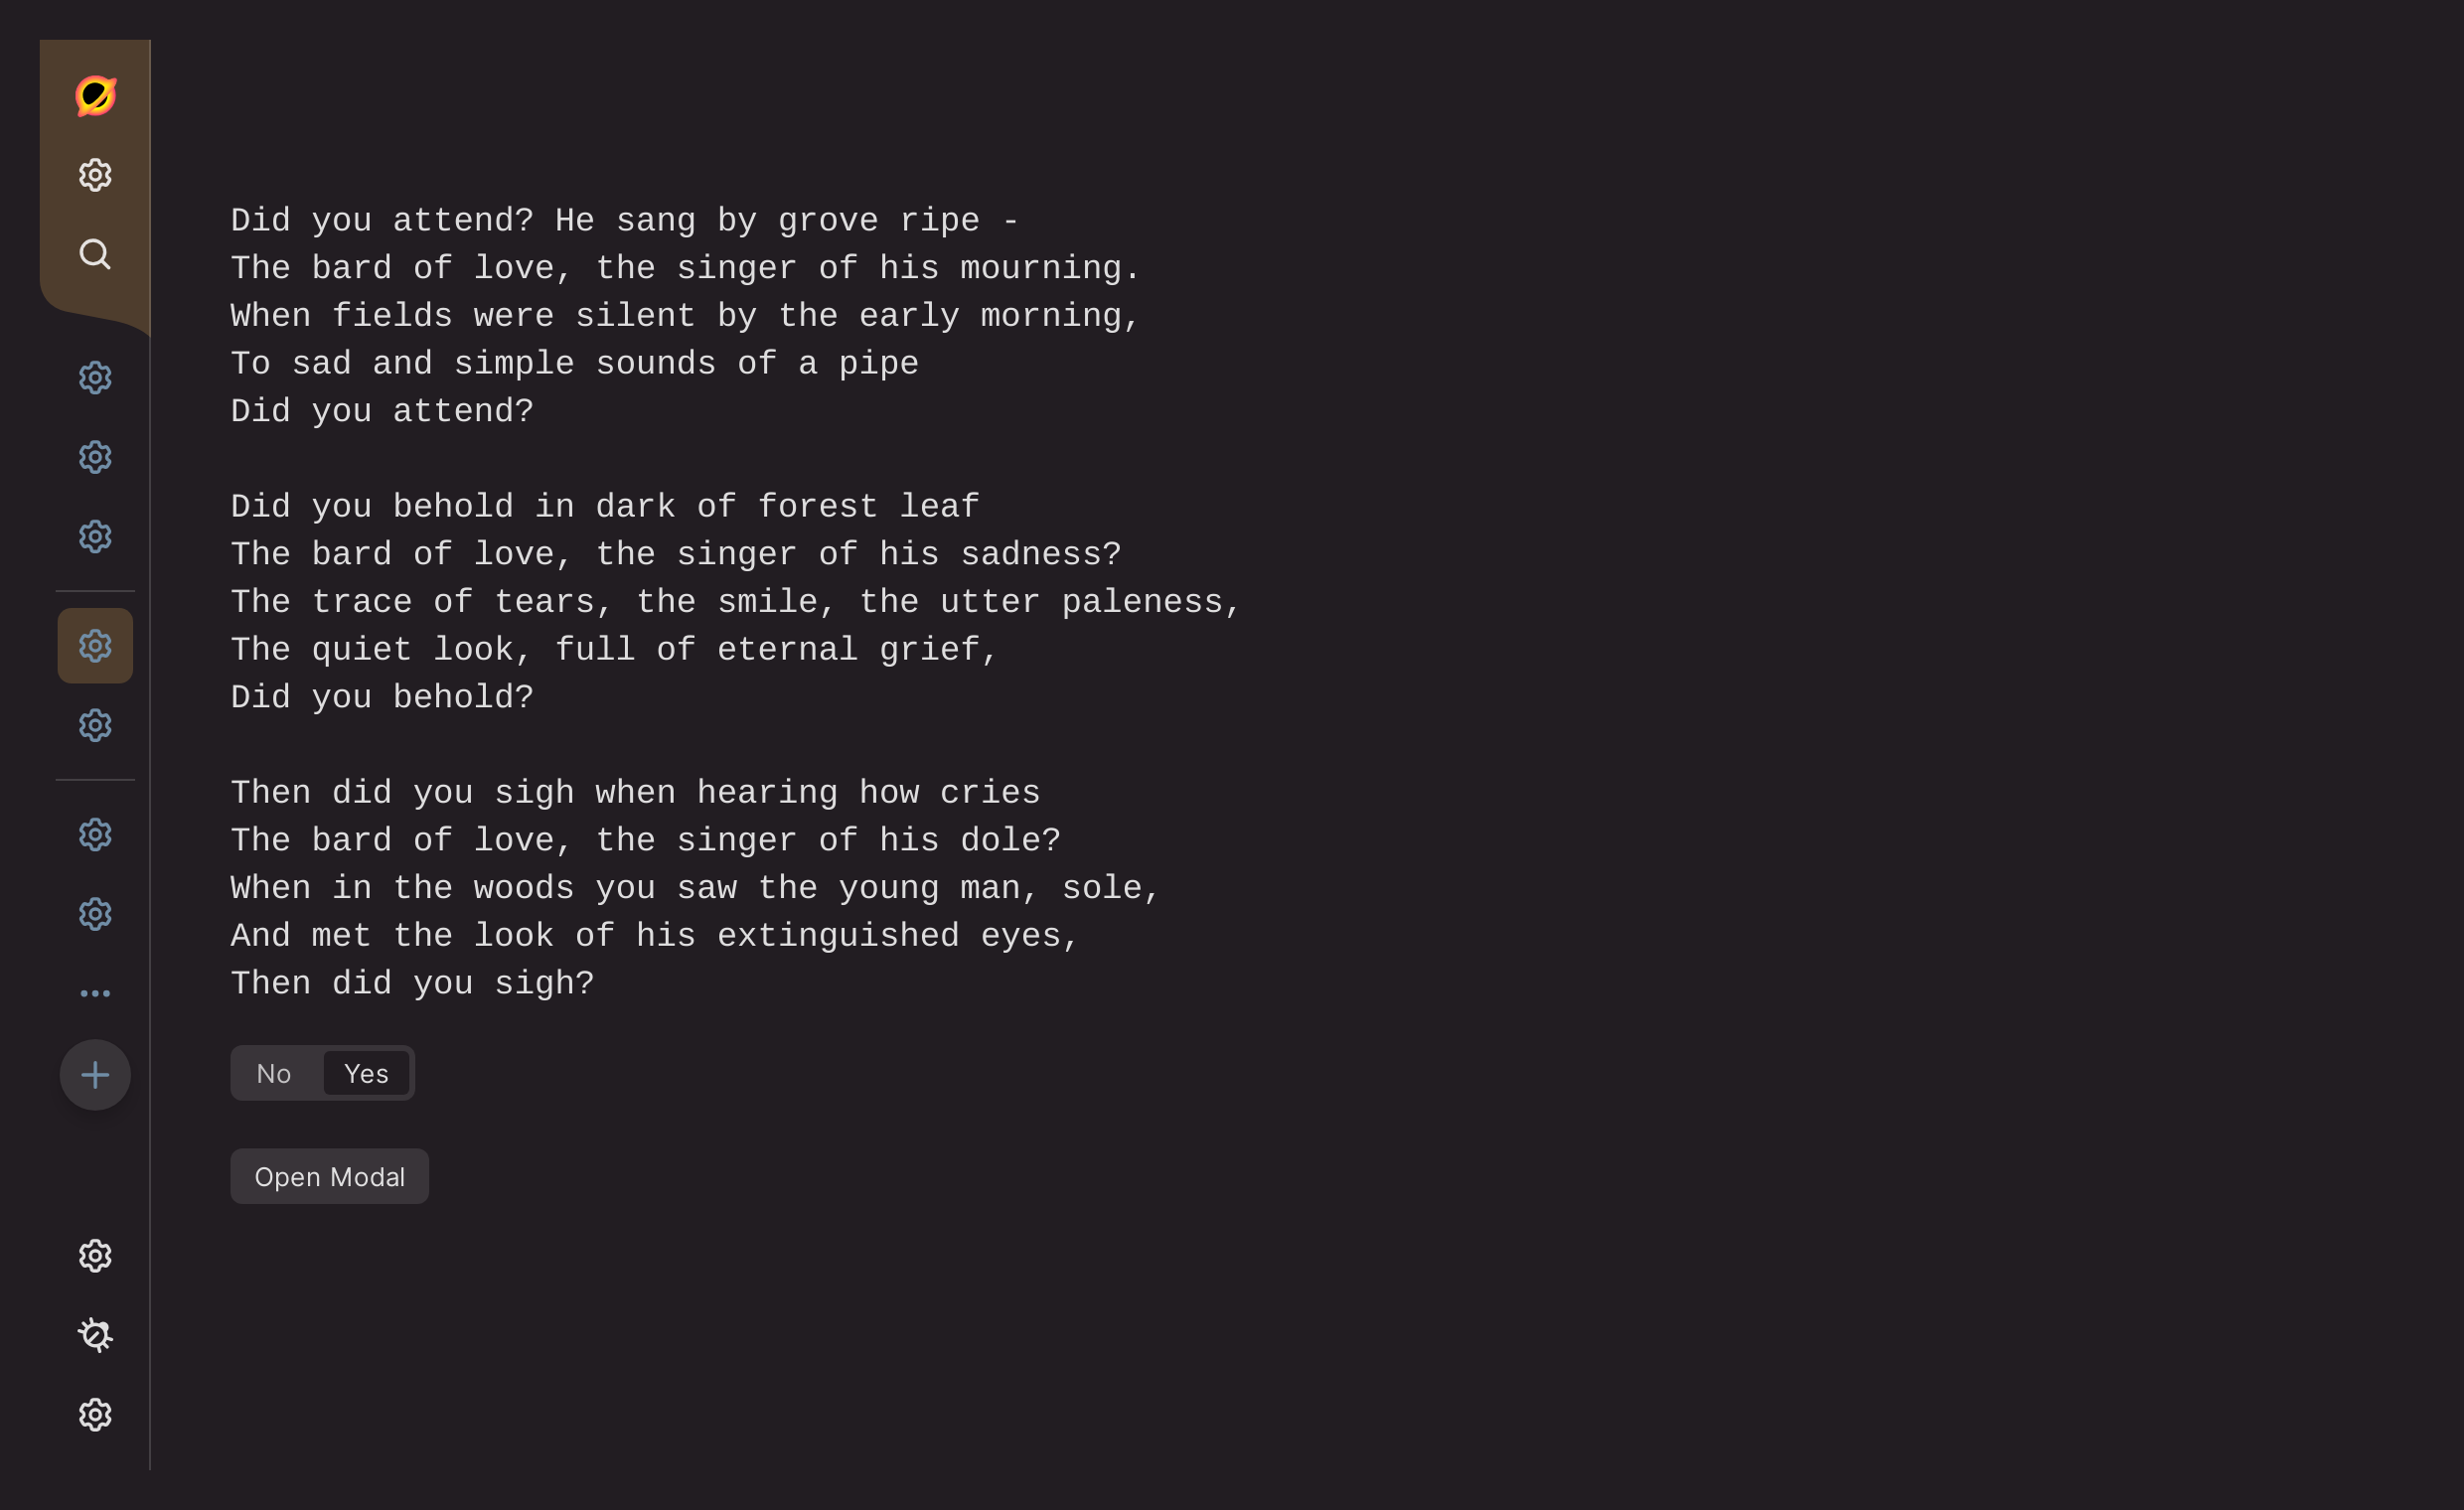 Did you attend? He sang by grove ripe -
The bard of love, the singer of his mourning.
When fields were silent by the early morning,
To sad and simple sounds of a pipe
Did you attend?
Did you behold in dark of forest leaf
The bard of love, the singer of his sadness?
The trace of tears, the smile, the utter paleness,
The quiet look, full of eternal grief,
Did you behold?
Then did you sigh when hearing how cries
The bard of love, the singer of his dole?
When in the woods you saw the young man, sole,
And met the look of his extinguished eyes,
Then did you sigh?
No Yes
Open Modal